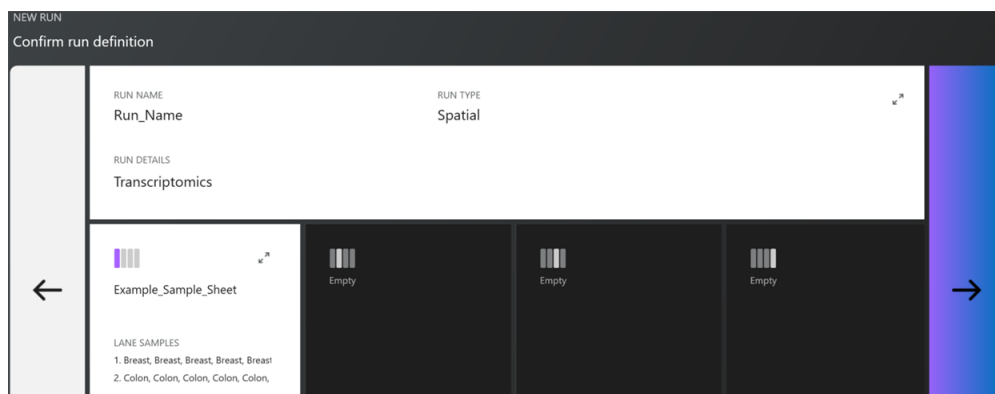 NEW RUN
Confirm run definition
RUN NAME
RUN TYPE
Run_Name
Spatial
RUN DETAILS
Transcriptomics
Example_Sample_Sheet
Empty
Empty
Empty
LANE SAMPLES
1. Breast, Breast, Breast, Breast, Breast
2. Colon, Colon, Colon, Colon, Colon,